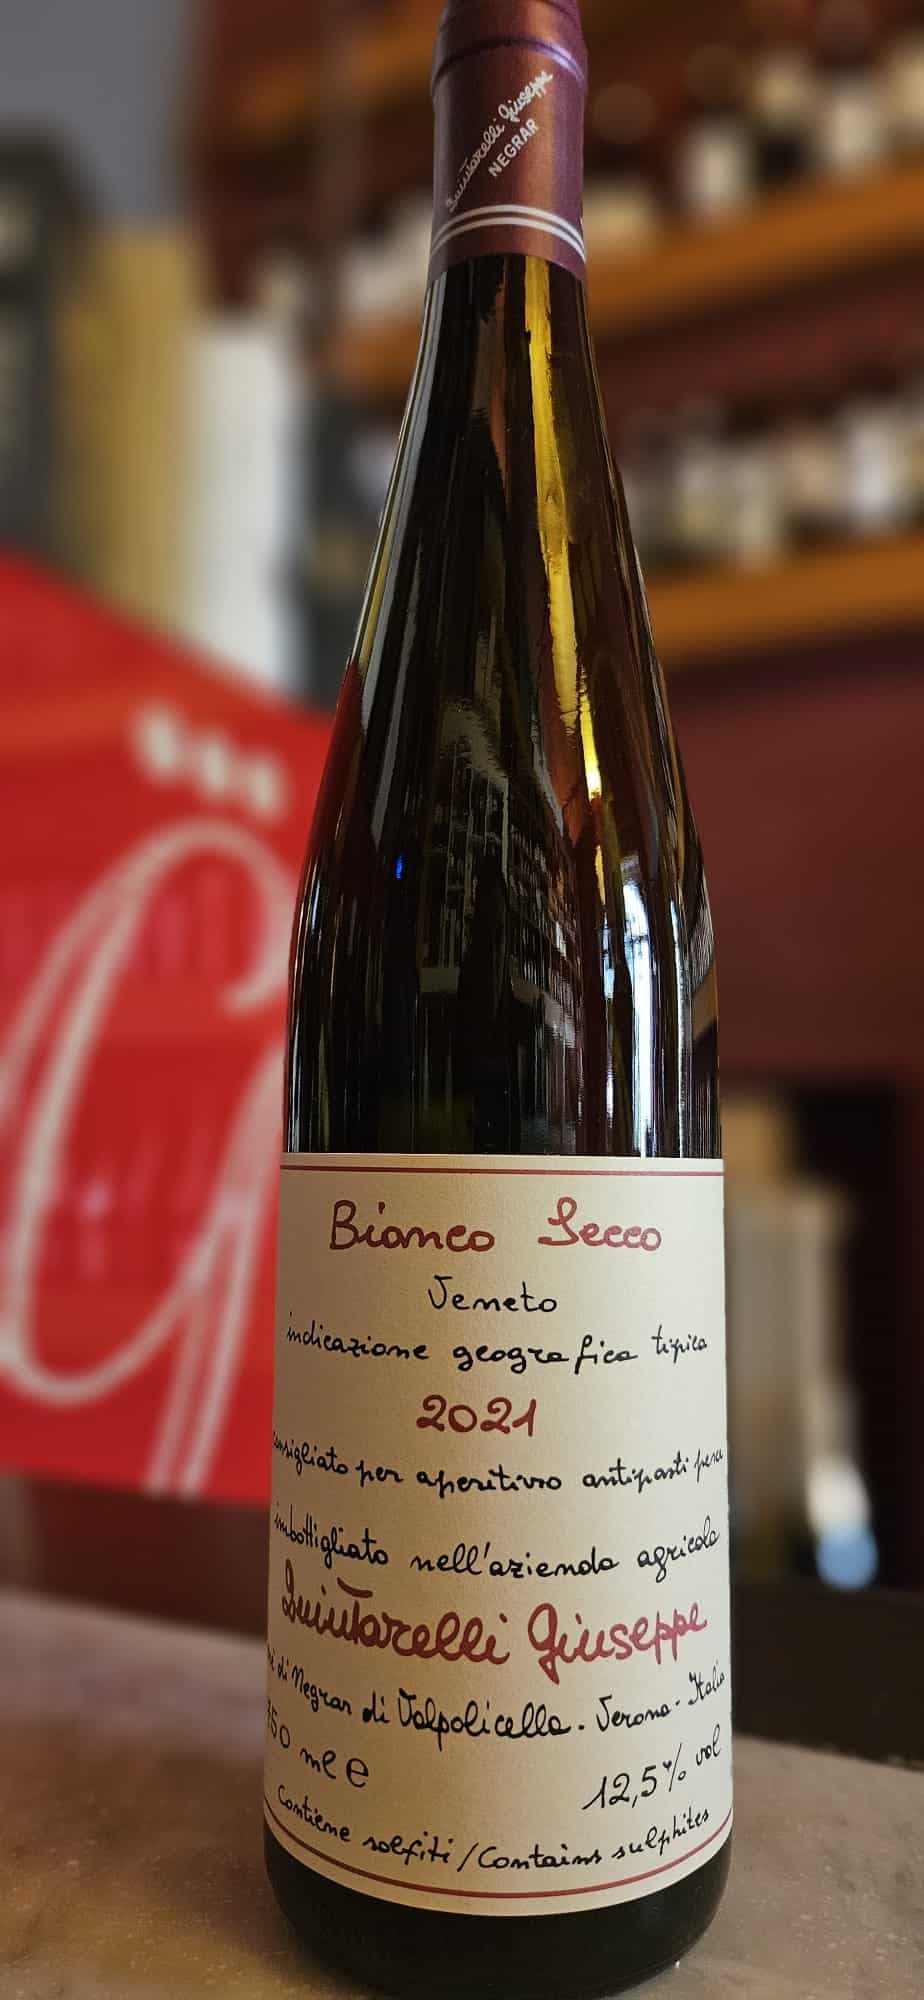 Quintarelli Giuseppe
NEGRAR
G
Bianco Secco
Veneto
indicazione geografica tipica
2021
consigliato per aperitivo antipasti pesce
imbottigliato nell'azienda agricola
Quintarelli Giuseppe
di Negrar di Valpolicella - Verona - Italia
750 ml e
12,5% vol
Contiene solfiti / Contains sulphites